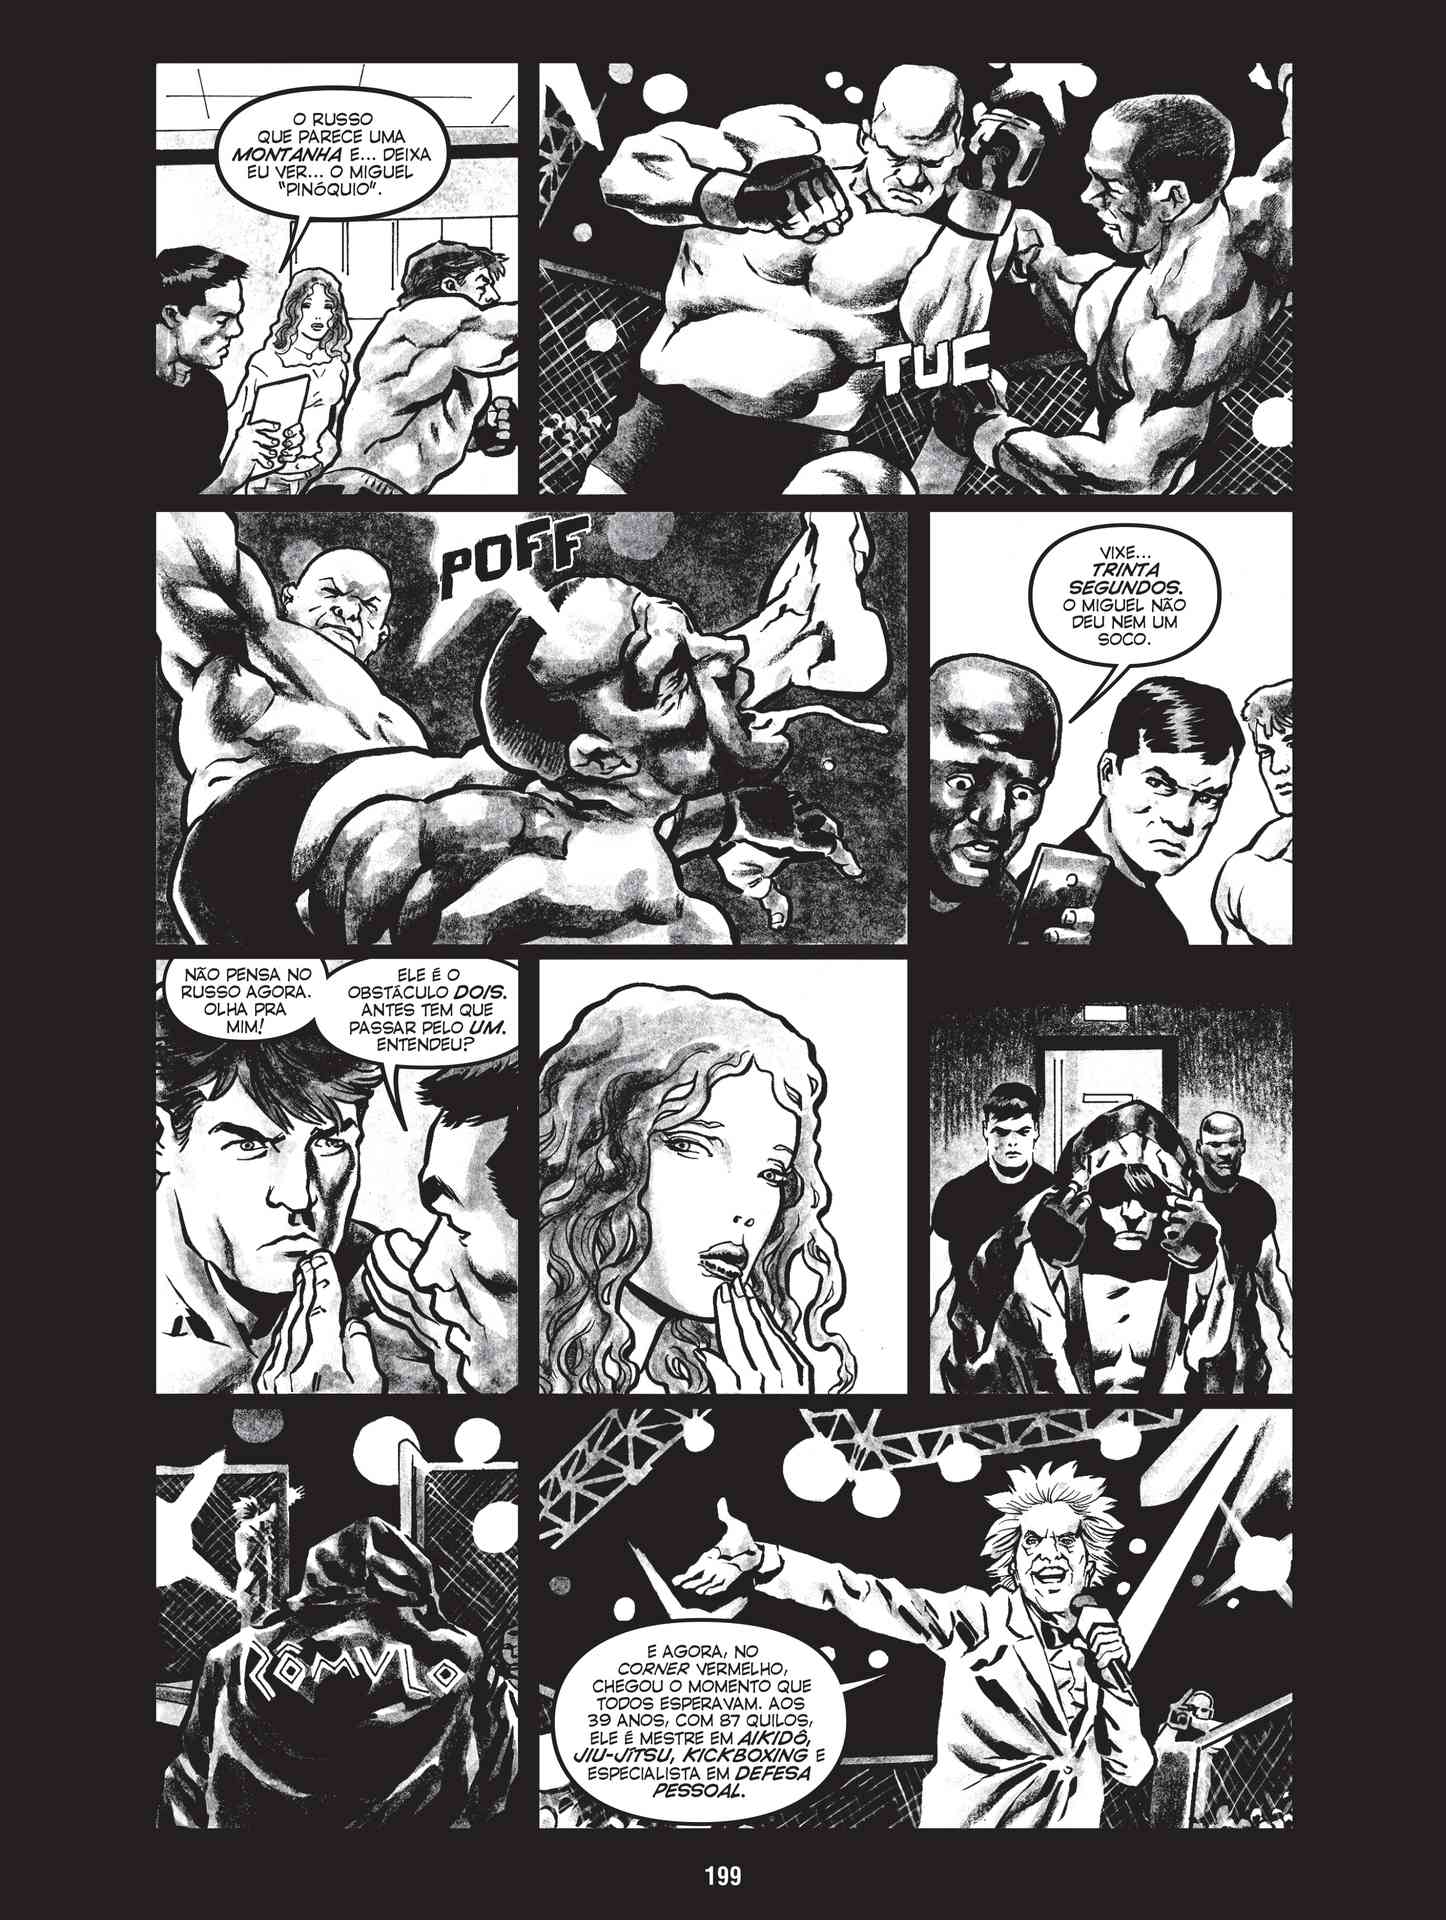 O RUSSO
QUE PARECE UMA
MONTANHA E... DEIXA
EU VER... O MIGUEL
"PINÓQUIO".
TUC
POFF
VIXE...
TRINTA
SEGUNDOS.
O MIGUEL NÃO
DEU NEM UM
SOCO.
NÃO PENSA NO
RUSSO AGORA.
OLHA PRA
MIM!
ELE É O
OBSTÁCULO DOIS.
ANTES TEM QUE
PASSAR PELO UM.
ENTENDEU?
RÔMULO
E AGORA, NO
CORNER VERMELHO,
CHEGOU O MOMENTO QUE
TODOS ESPERAVAM. AOS
39 ANOS, COM 87 QUILOS,
ELE É MESTRE EM AIKIDÔ,
JIU-JÍTSU, KICKBOXING E
ESPECIALISTA EM DEFESA
PESSOAL.
199